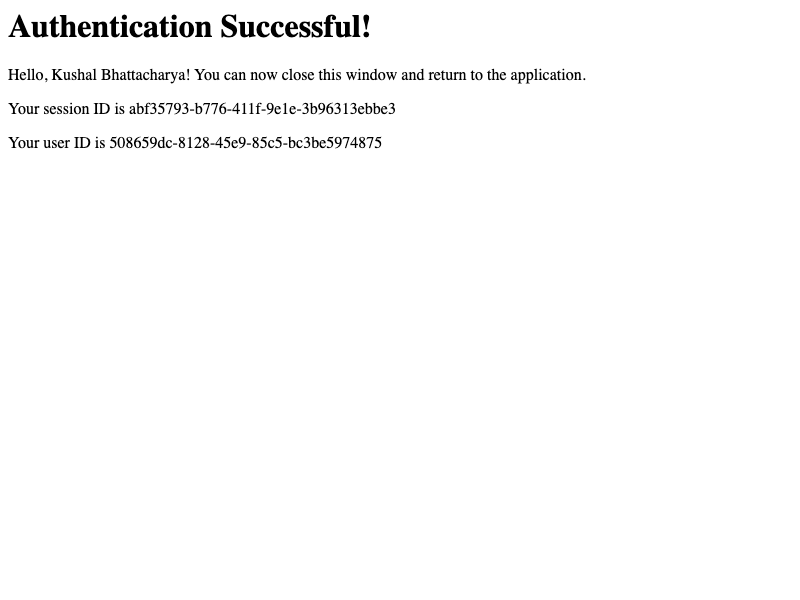 Authentication Successful!
Hello, Kushal Bhattacharya! You can now close this window and return to the application.
Your session ID is abf35793-b776-411f-9e1e-3b96313ebbe3
Your user ID is 508659dc-8128-45e9-85c5-bc3be5974875